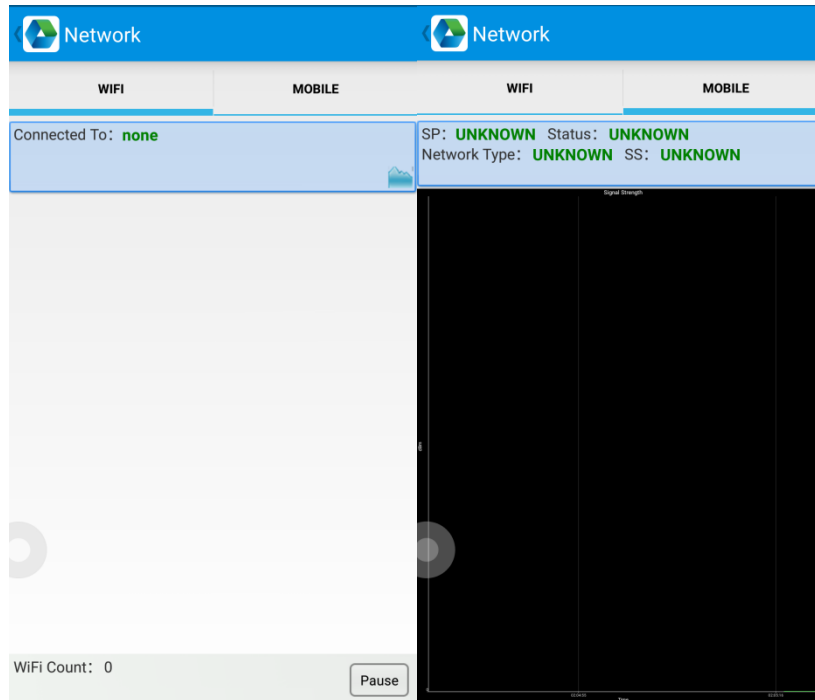 Network
WIFI MOBILE
Connected To: none
WiFi Count: 0
Pause
Network
WIFI MOBILE
SP: UNKNOWN Status: UNKNOWN
Network Type: UNKNOWN SS: UNKNOWN
Signal Strength
Time